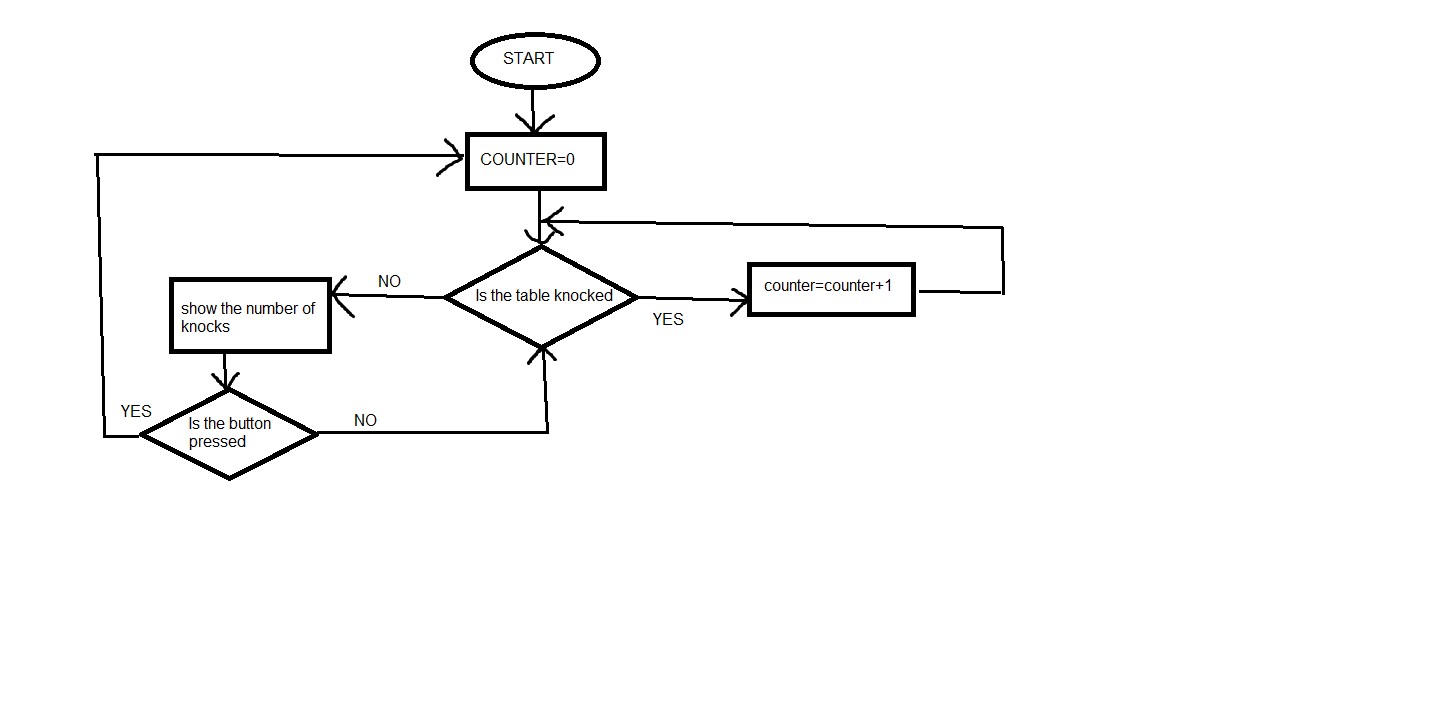 START
COUNTER=0
NO
Is the table knocked
YES
counter=counter+1
show the number of
knocks
YES
Is the button
pressed
NO